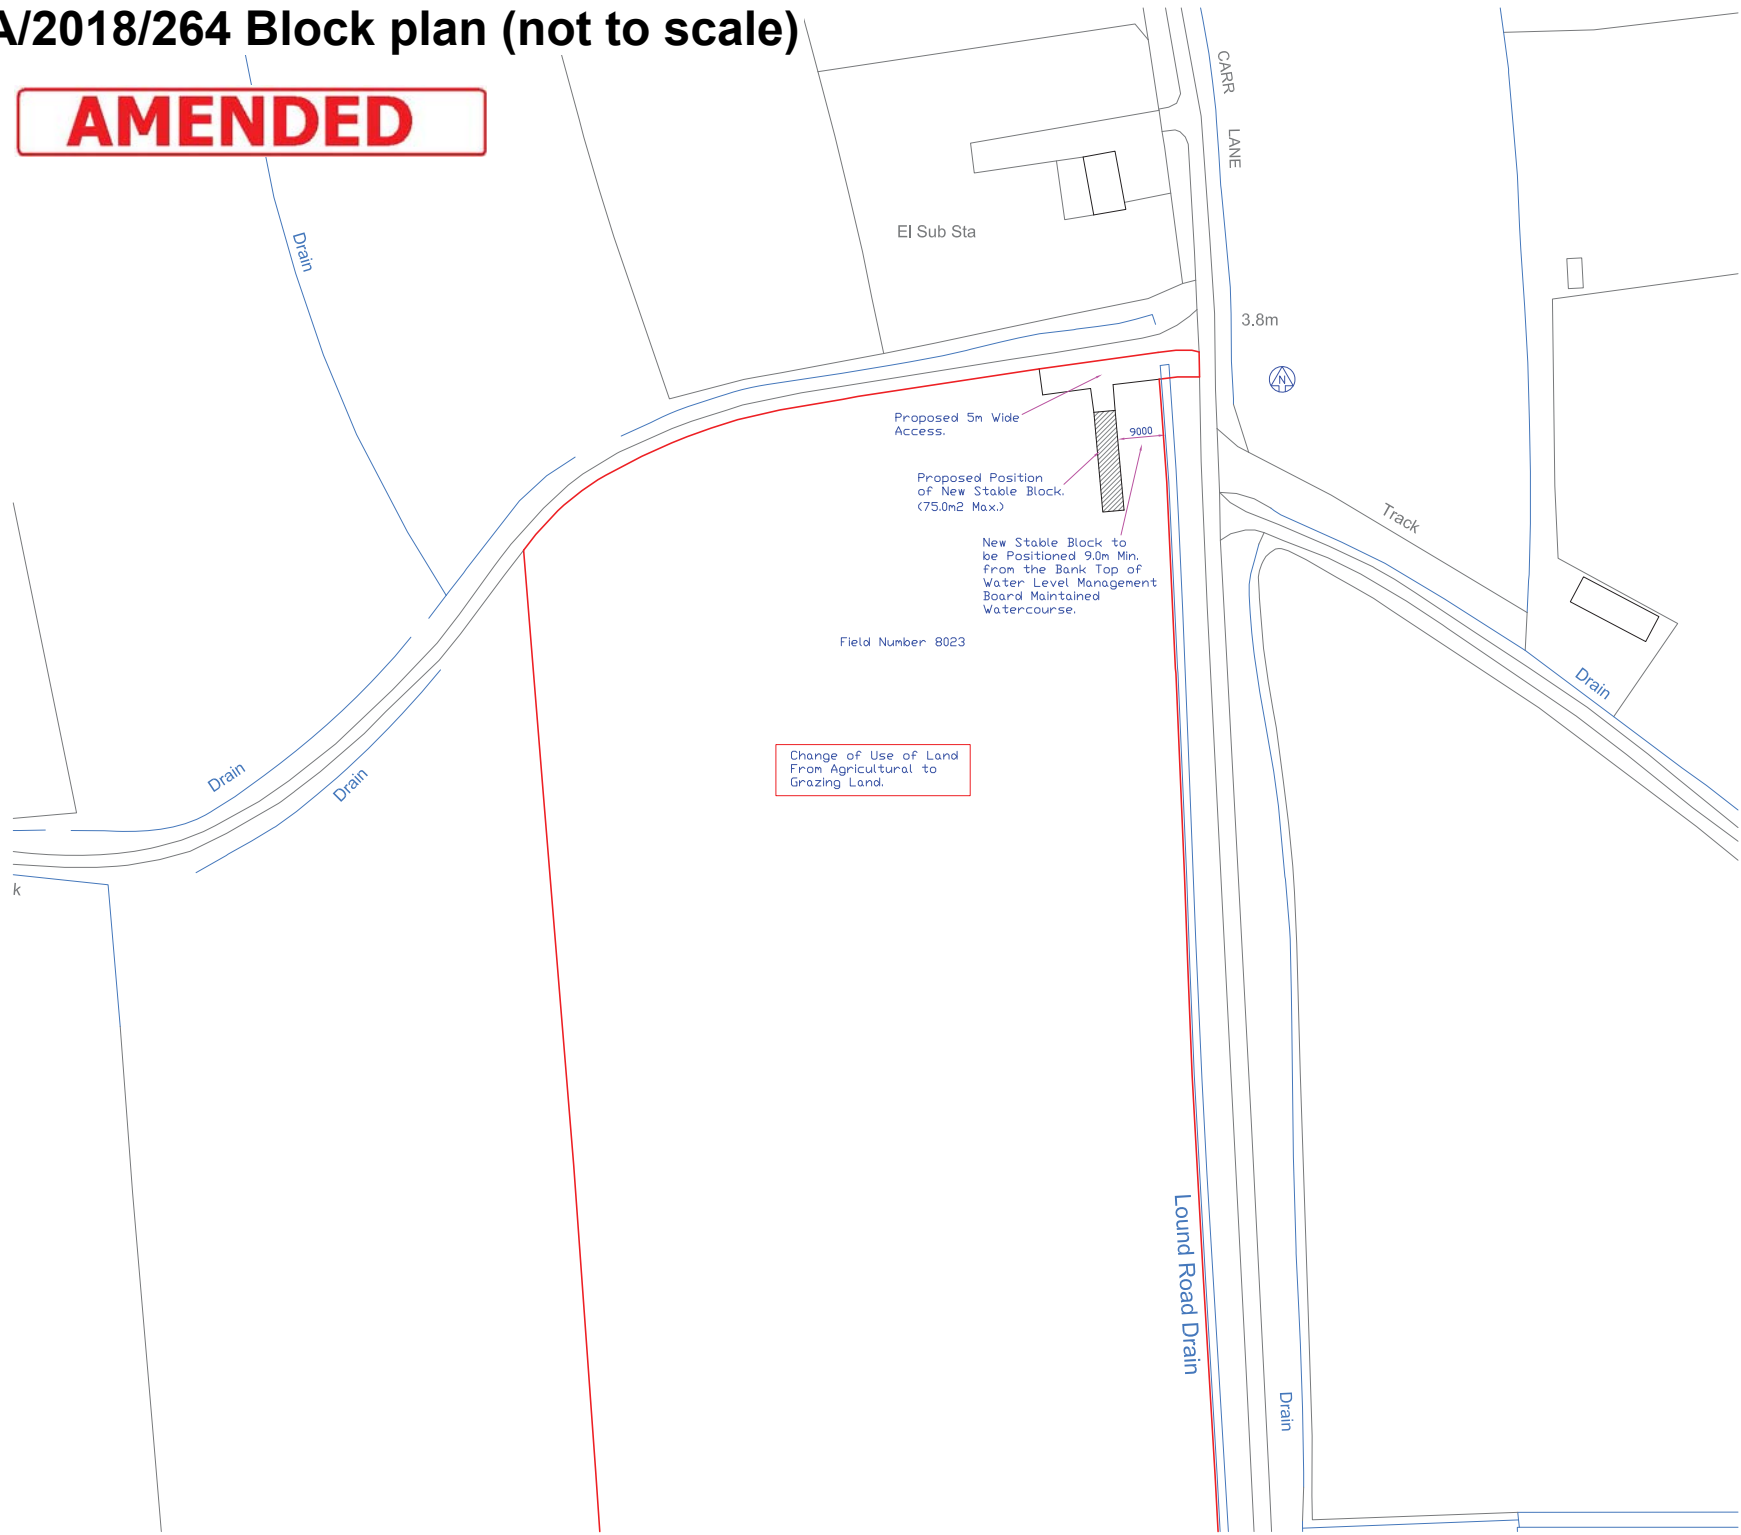 A/2018/264 Block plan (not to scale)
AMENDED
CARR
LANE
Drain
El Sub Sta
3.8m
N
Proposed 5m Wide
Access.
9000
Proposed Position
of New Stable Block.
(75.0m2 Max.)
Track
New Stable Block to
be Positioned 9.0m Min.
from the Bank Top of
Water Level Management
Board Maintained
Watercourse.
Field Number 8023
Drain
Change of Use of Land
From Agricultural to
Grazing Land.
Drain
Drain
k
Lound Road Drain
Drain